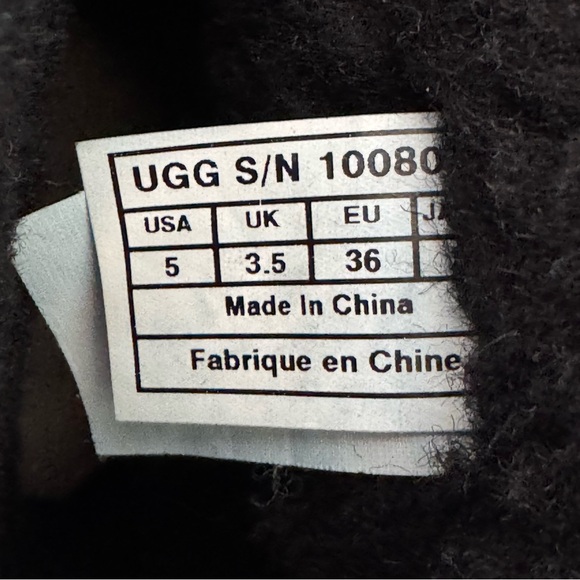 UGG S/N 10080
USA UK EU
5 3.5 36
Made In China
Fabrique en Chine